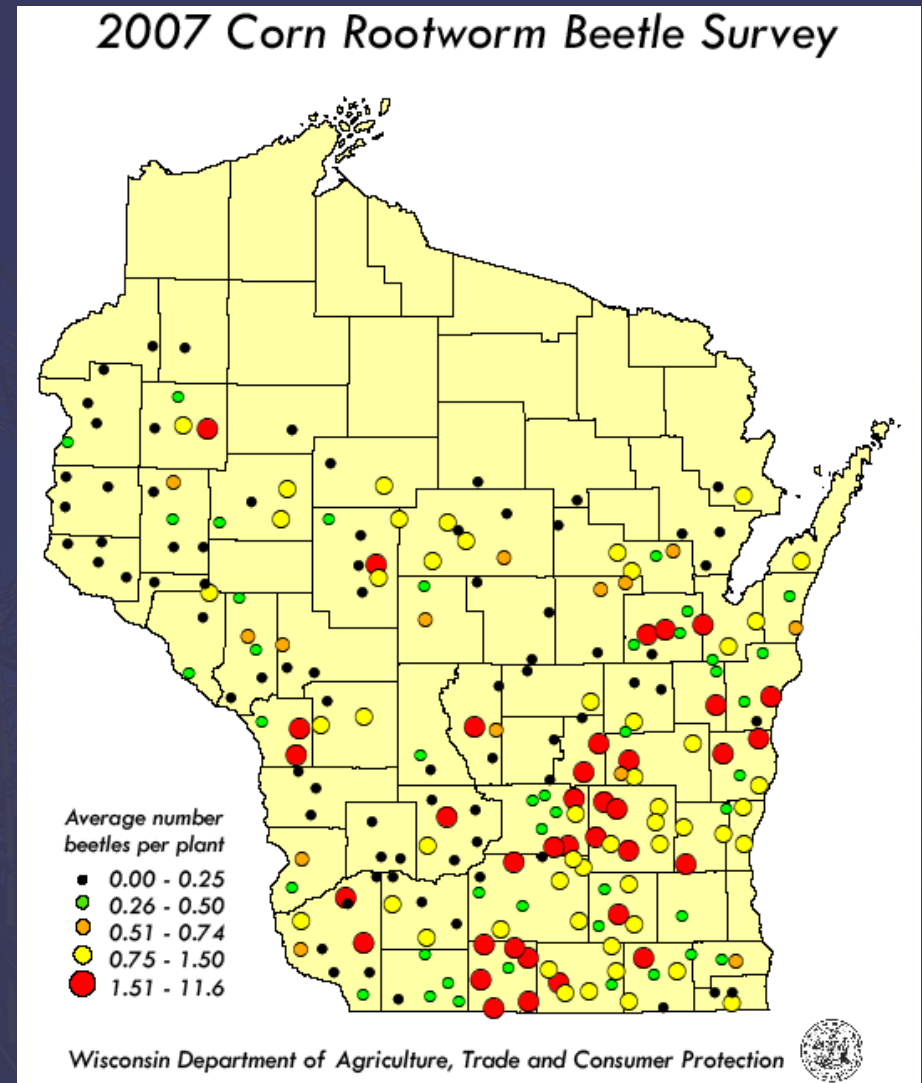 2007 Corn Rootworm Beetle Survey
Average number
beetles per plant
0.00 - 0.25
0.26 - 0.50
0.51 - 0.74
0.75 - 1.50
1.51 - 11.6
Wisconsin Department of Agriculture, Trade and Consumer Protection